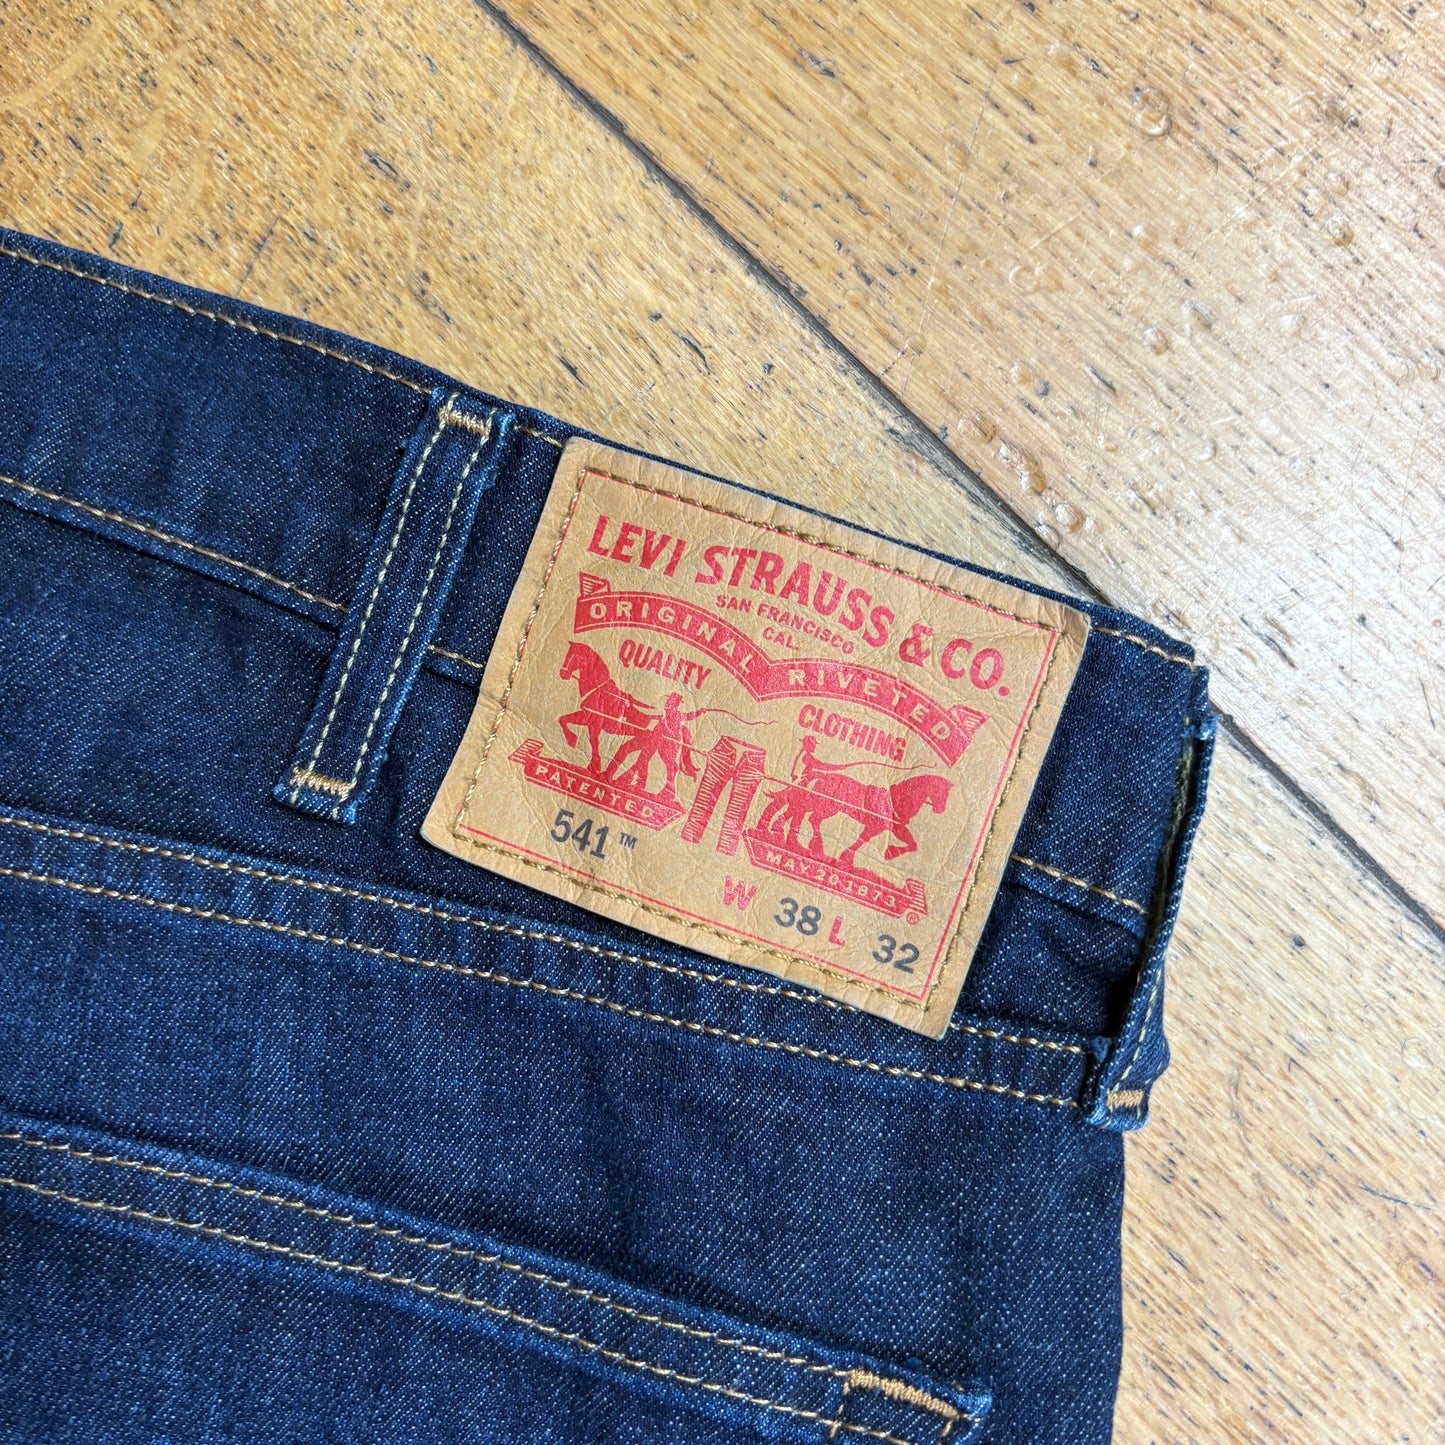 LEVI STRAUSS & CO.
SAN FRANCISCO
CAL.
ORIGINAL RIVETED
QUALITY CLOTHING
PATENTED MAY 20 1873 ®
541™
W 38 L 32